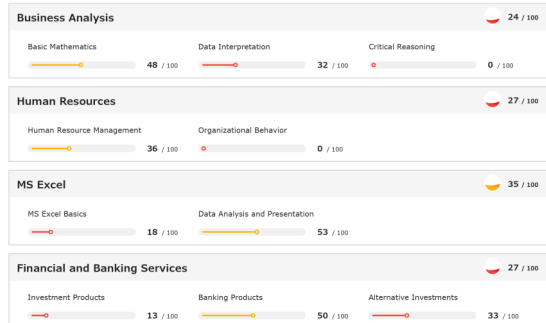 Business Analysis 24 / 100
Basic Mathematics Data Interpretation Critical Reasoning
48 / 100 32 / 100 0 / 100
Human Resources 27 / 100
Human Resource Management Organizational Behavior
36 / 100 0 / 100
MS Excel 35 / 100
MS Excel Basics Data Analysis and Presentation
18 / 100 53 / 100
Financial and Banking Services 27 / 100
Investment Products Banking Products Alternative Investments
13 / 100 50 / 100 33 / 100